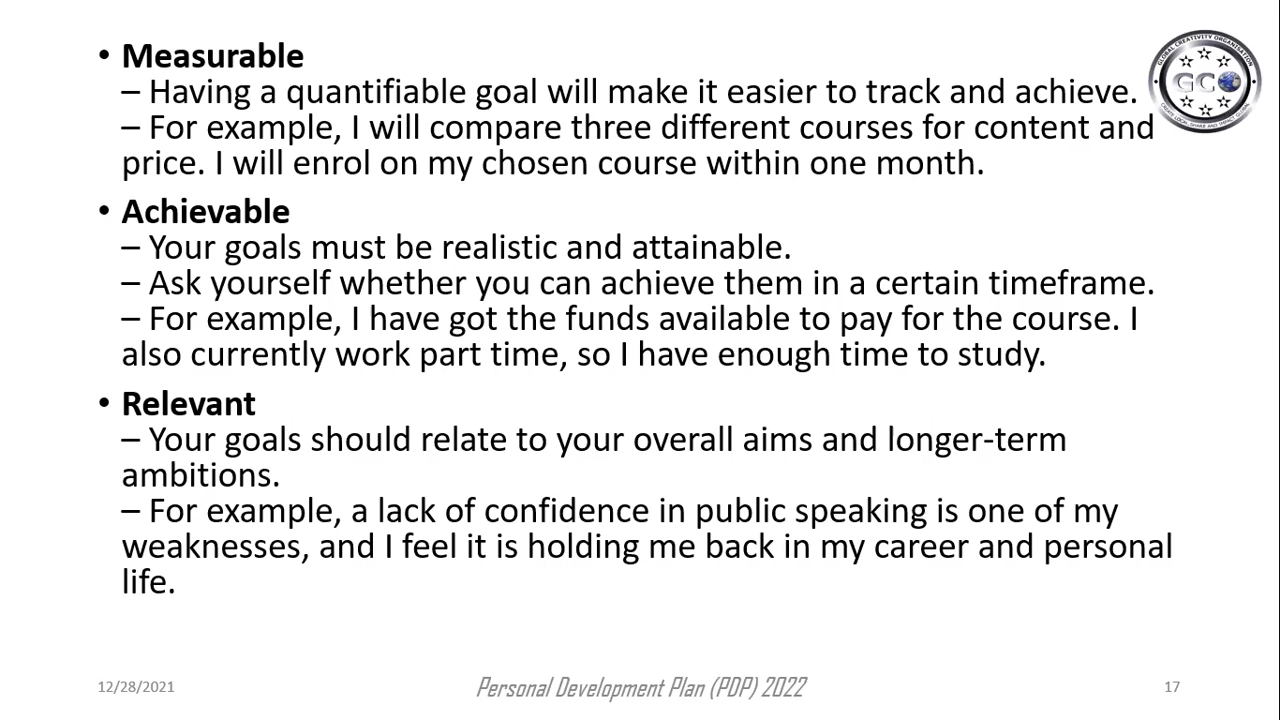 • Measurable
– Having a quantifiable goal will make it easier to track and achieve.
– For example, I will compare three different courses for content and
price. I will enrol on my chosen course within one month.
• Achievable
– Your goals must be realistic and attainable.
– Ask yourself whether you can achieve them in a certain timeframe.
– For example, I have got the funds available to pay for the course. I
also currently work part time, so I have enough time to study.
• Relevant
– Your goals should relate to your overall aims and longer-term
ambitions.
– For example, a lack of confidence in public speaking is one of my
weaknesses, and I feel it is holding me back in my career and personal
life.
GLOBAL CREATIVITY ORGANISATION
GCO
12/28/2021
Personal Development Plan (PDP) 2022
17